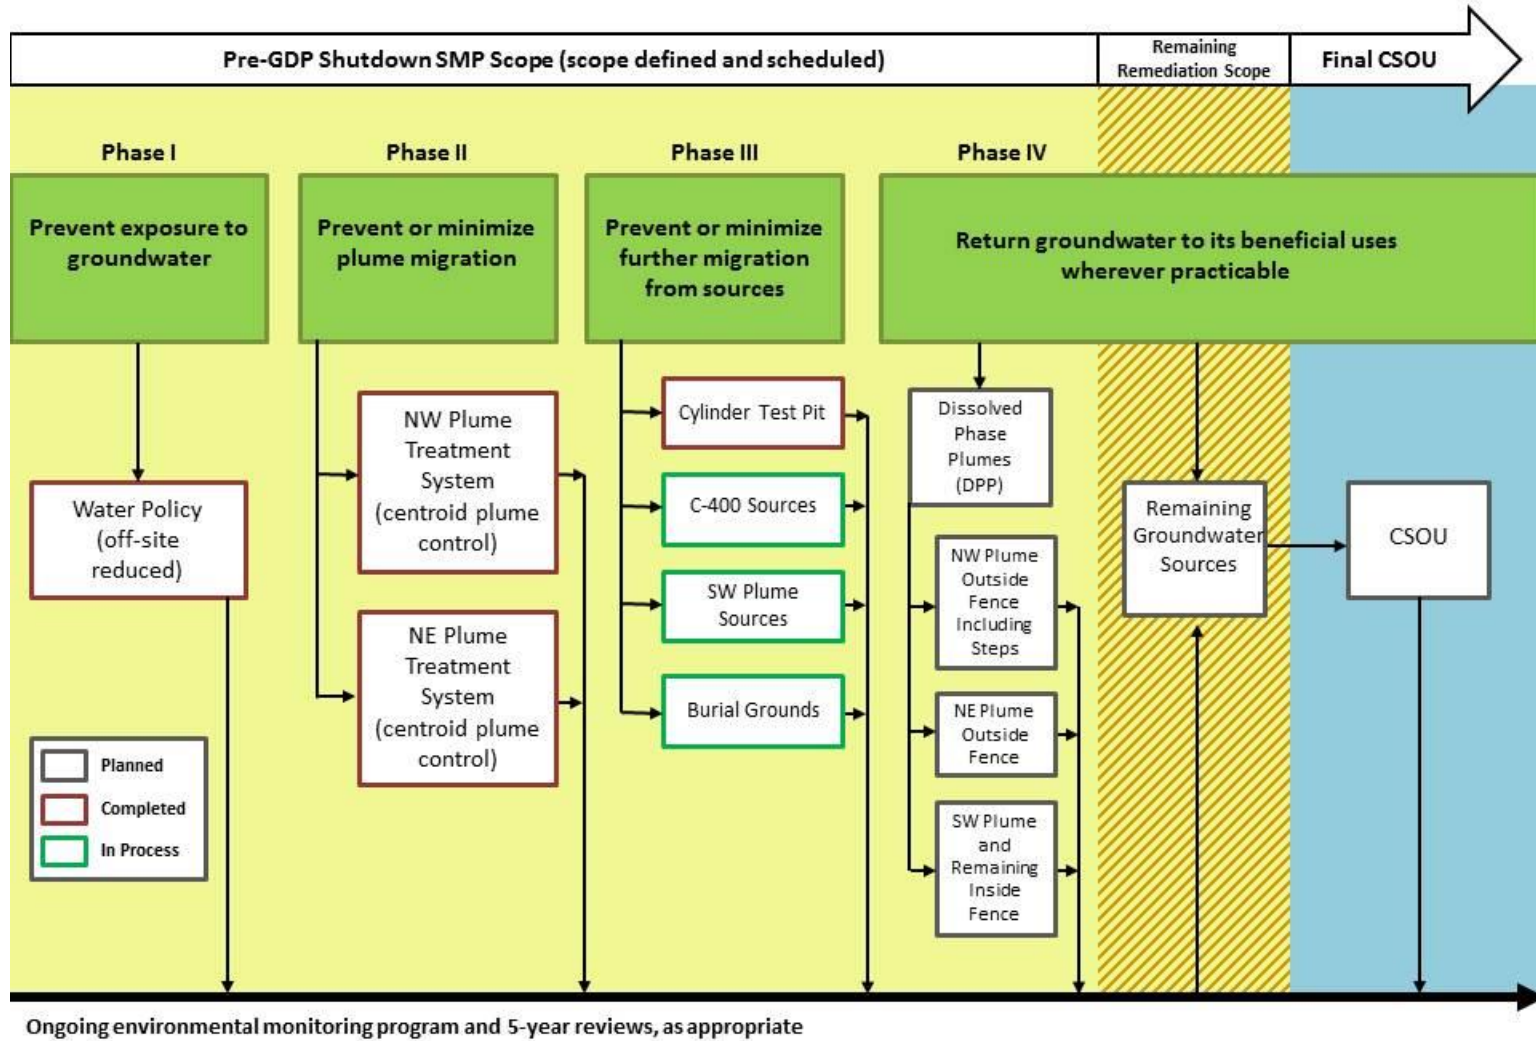 Pre-GDP Shutdown SMP Scope (scope defined and scheduled)
Remaining
Remediation Scope
Final CSOU
Phase I
Phase II
Phase III
Phase IV
Prevent exposure to
groundwater
Prevent or minimize
plume migration
Prevent or minimize
further migration
from sources
Return groundwater to its beneficial uses
wherever practicable
Water Policy
(off-site
reduced)
NW Plume
Treatment
System
(centroid plume
control)
NE Plume
Treatment
System
(centroid plume
control)
Cylinder Test Pit
C-400 Sources
SW Plume
Sources
Burial Grounds
Dissolved
Phase
Plumes
(DPP)
NW Plume
Outside
Fence
Including
Steps
NE Plume
Outside
Fence
SW Plume
and
Remaining
Inside
Fence
Remaining
Groundwater
Sources
CSOU
Planned
Completed
In Process
Ongoing environmental monitoring program and 5-year reviews, as appropriate